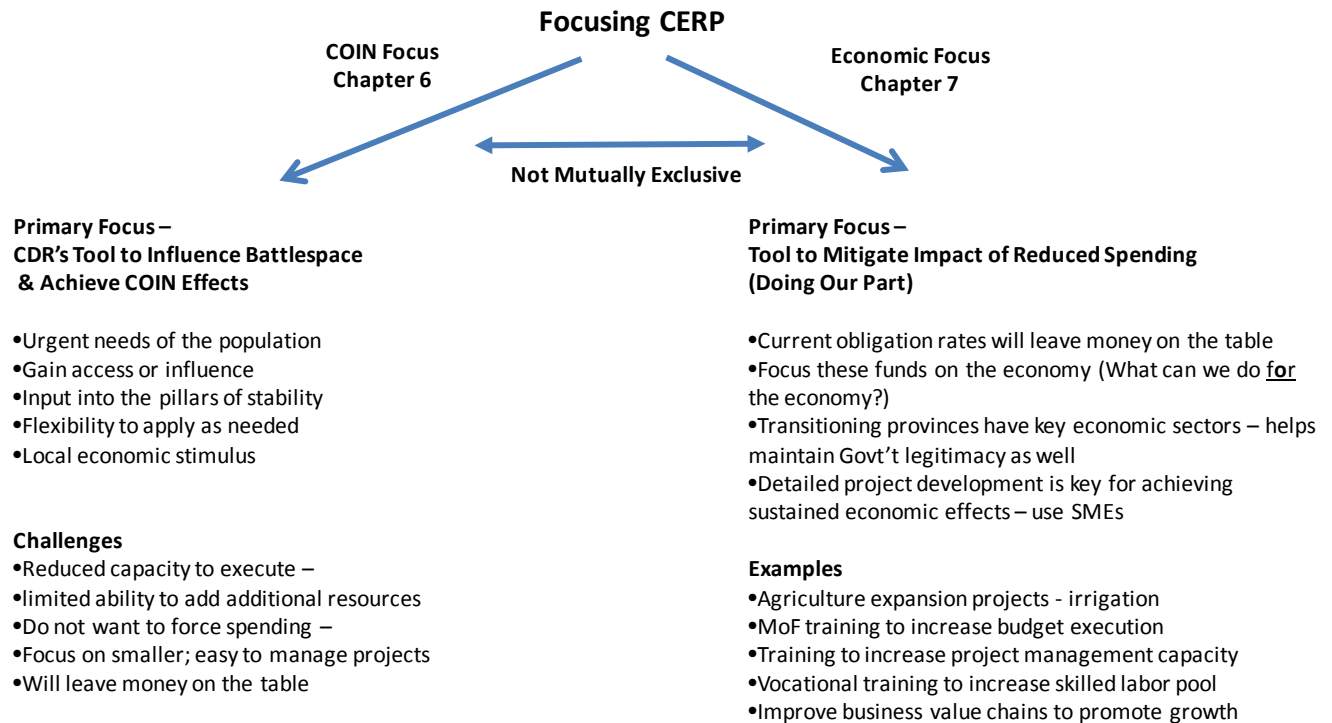 Focusing CERP
COIN Focus
Chapter 6
Economic Focus
Chapter 7
Not Mutually Exclusive
Primary Focus –
CDR's Tool to Influence Battlespace
& Achieve COIN Effects
•Urgent needs of the population
•Gain access or influence
•Input into the pillars of stability
•Flexibility to apply as needed
•Local economic stimulus
Challenges
•Reduced capacity to execute –
•limited ability to add additional resources
•Do not want to force spending –
•Focus on smaller; easy to manage projects
•Will leave money on the table
Primary Focus –
Tool to Mitigate Impact of Reduced Spending
(Doing Our Part)
•Current obligation rates will leave money on the table
•Focus these funds on the economy (What can we do for
the economy?)
•Transitioning provinces have key economic sectors – helps
maintain Govt't legitimacy as well
•Detailed project development is key for achieving
sustained economic effects – use SMEs
Examples
•Agriculture expansion projects - irrigation
•MoF training to increase budget execution
•Training to increase project management capacity
•Vocational training to increase skilled labor pool
•Improve business value chains to promote growth